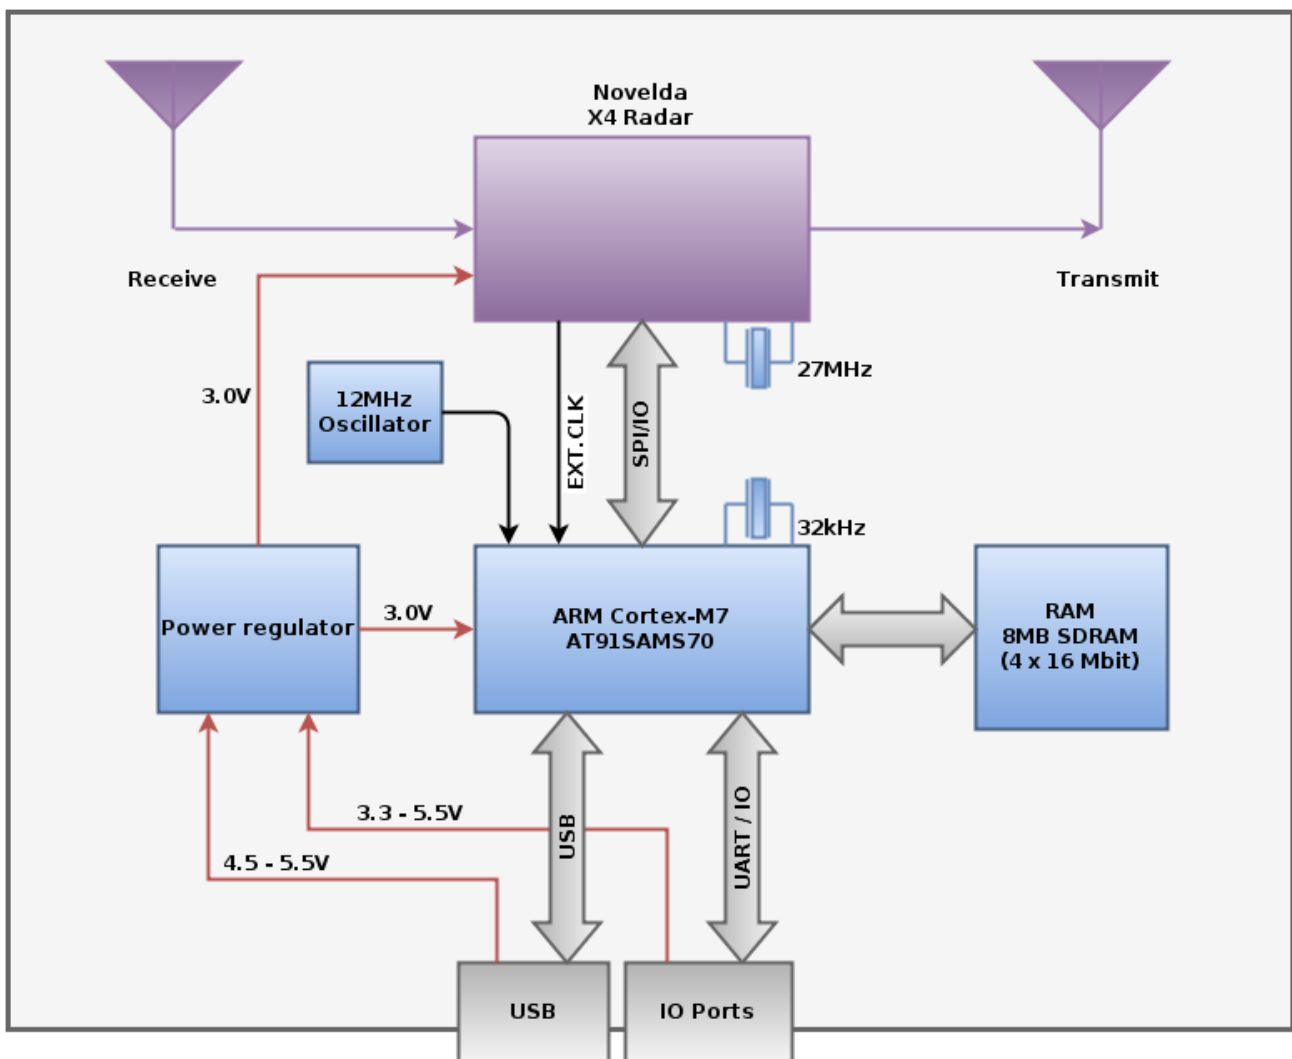 Novelda
X4 Radar
Receive
Transmit
27MHz
3.0V
12MHz
Oscillator
EXT.CLK
SPI/IO
32kHz
Power regulator
3.0V
ARM Cortex-M7
AT91SAMS70
RAM
8MB SDRAM
(4 x 16 Mbit)
3.3 - 5.5V
USB
UART / IO
4.5 - 5.5V
USB
IO Ports